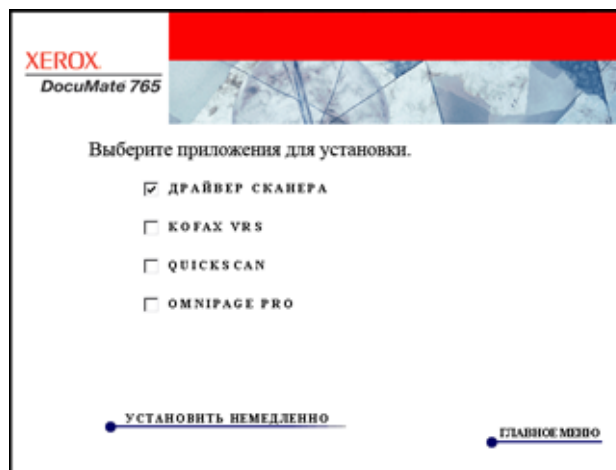 XEROX.
DocuMate 765
Выберите приложения для установки.
ДРАЙВЕР СКАНЕРА
KOFAX VRS
QUICKSCAN
OMNIPAGE PRO
УСТАНОВИТЬ НЕМЕДЛЕННО
ГЛАВНОЕ МЕНЮ